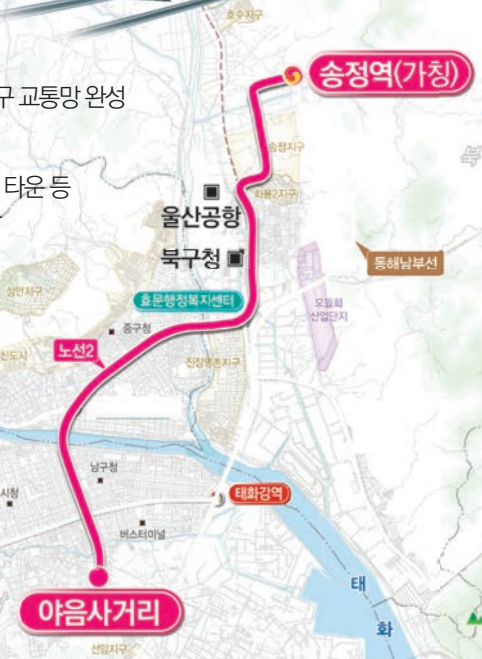 호수지구
송정역(가칭)
구 교통망 완성
송정지구
타운 등
화봉2지구
울산공항
북구청
동해남부선
상안지구
효문행정복지센터
모듈화
산업단지
중구청
신도시
노선2
진장명촌지구
남구청
시청
태화강역
버스터미널
태
화
야음사거리
선암지구